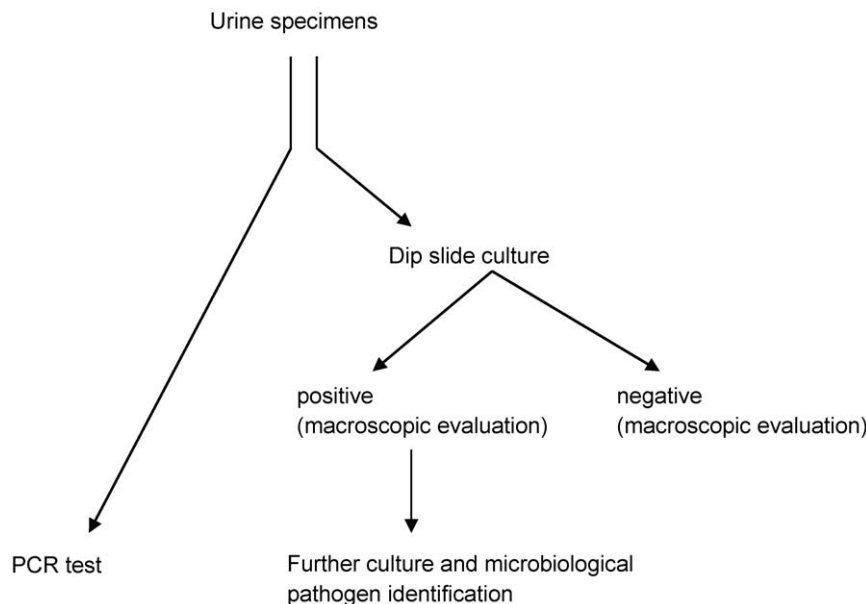 Urine specimens
Dip slide culture
positive
(macroscopic evaluation)
negative
(macroscopic evaluation)
PCR test
Further culture and microbiological
pathogen identification